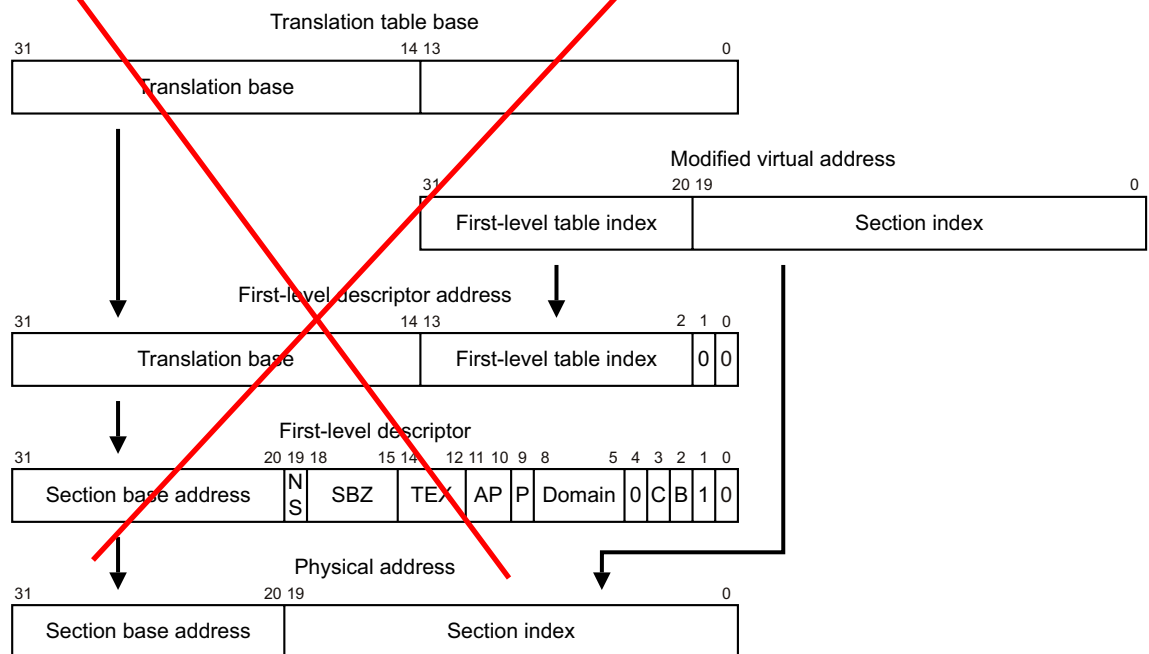 Translation table base
31 14 13 0
Translation base
Modified virtual address
31 20 19 0
First-level table index Section index
First-level descriptor address
31 14 13 2 1 0
Translation base First-level table index 0 0
First-level descriptor
31 20 19 18 15 14 12 11 10 9 8 5 4 3 2 1 0
Section base address N S SBZ TEX AP P Domain 0 C B 1 0
Physical address
31 20 19 0
Section base address Section index